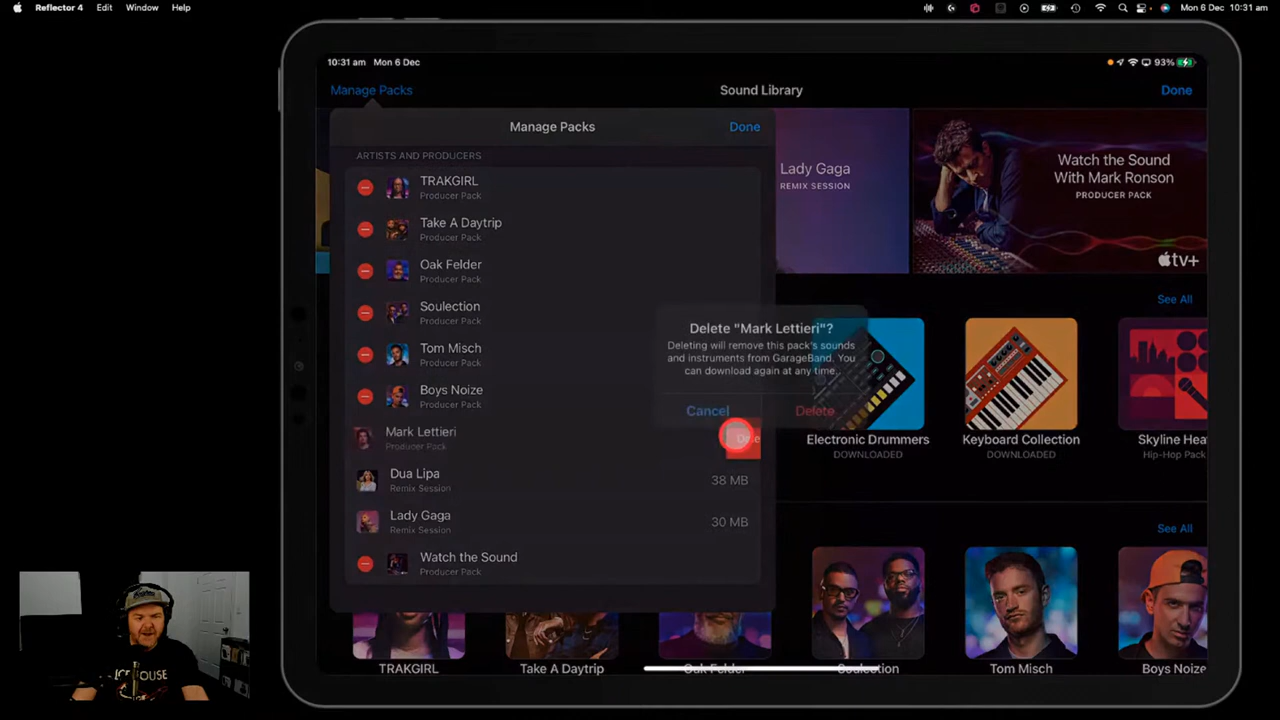 Reflector 4 Edit Window Help
Mon 6 Dec 10:31 am
10:31 am Mon 6 Dec
93%
Manage Packs
Sound Library
Done
Manage Packs
Done
ARTISTS AND PRODUCERS
TRAKGIRL
Producer Pack
Take A Daytrip
Producer Pack
Oak Felder
Producer Pack
Soulection
Producer Pack
Tom Misch
Producer Pack
Boys Noize
Producer Pack
Mark Lettieri
Producer Pack
Dua Lipa
Remix Session
38 MB
Lady Gaga
Remix Session
30 MB
Watch the Sound
Producer Pack
Delete "Mark Lettieri"?
Deleting will remove this pack's sounds
and instruments from GarageBand. You
can download again at any time.
Cancel
Delete
Lady Gaga
REMIX SESSION
Watch the Sound
With Mark Ronson
PRODUCER PACK
tv+
See All
Electronic Drummers
DOWNLOADED
Keyboard Collection
DOWNLOADED
Skyline Hea
Hip-Hop Pack
See All
TRAKGIRL
Take A Daytrip
Oak Felder
Soulection
Tom Misch
Boys Noize